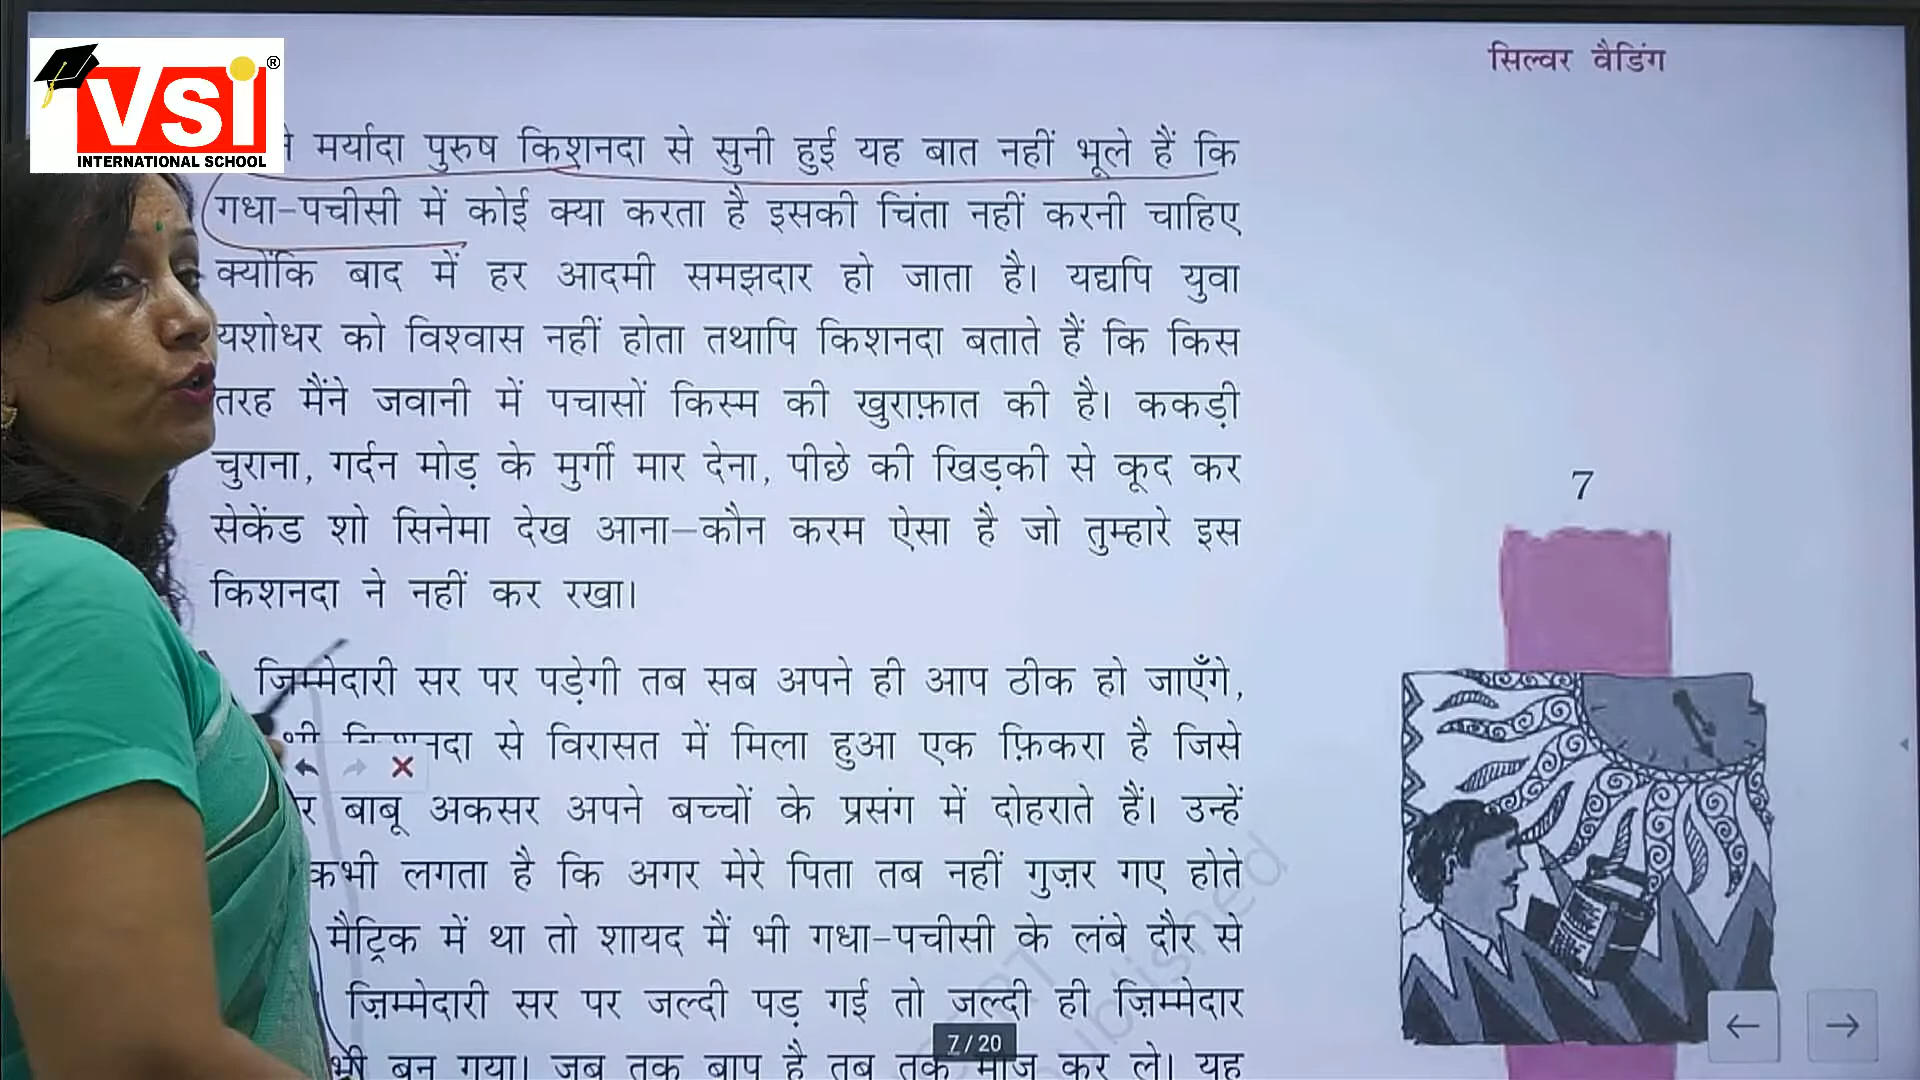 सिल्वर वैडिंग
VSI ®
INTERNATIONAL SCHOOL
मर्यादा पुरुष किशनदा से सुनी हुई यह बात नहीं भूले हैं कि
गधा-पचीसी में कोई क्या करता है इसकी चिंता नहीं करनी चाहिए
क्योंकि बाद में हर आदमी समझदार हो जाता है। यद्यपि युवा
यशोधर को विश्वास नहीं होता तथापि किशनदा बताते हैं कि किस
तरह मैंने जवानी में पचासों किस्म की खुराफ़ात की है। ककड़ी
चुराना, गर्दन मोड़ के मुर्गी मार देना, पीछे की खिड़की से कूद कर
सेकेंड शो सिनेमा देख आना–कौन करम ऐसा है जो तुम्हारे इस
किशनदा ने नहीं कर रखा।
7
ज़िम्मेदारी सर पर पड़ेगी तब सब अपने ही आप ठीक हो जाएँगे,
से विरासत में मिला हुआ एक फ़िकरा है जिसे
बाबू अकसर अपने बच्चों के प्रसंग में दोहराते हैं। उन्हें
कभी लगता है कि अगर मेरे पिता तब नहीं गुज़र गए होते
मैट्रिक में था तो शायद मैं भी गधा-पचीसी के लंबे दौर से
ज़िम्मेदारी सर पर जल्दी पड़ गई तो जल्दी ही ज़िम्मेदार
भी बन गया। जब तक बाप है तब तक मौज कर ले। यह
7 / 20